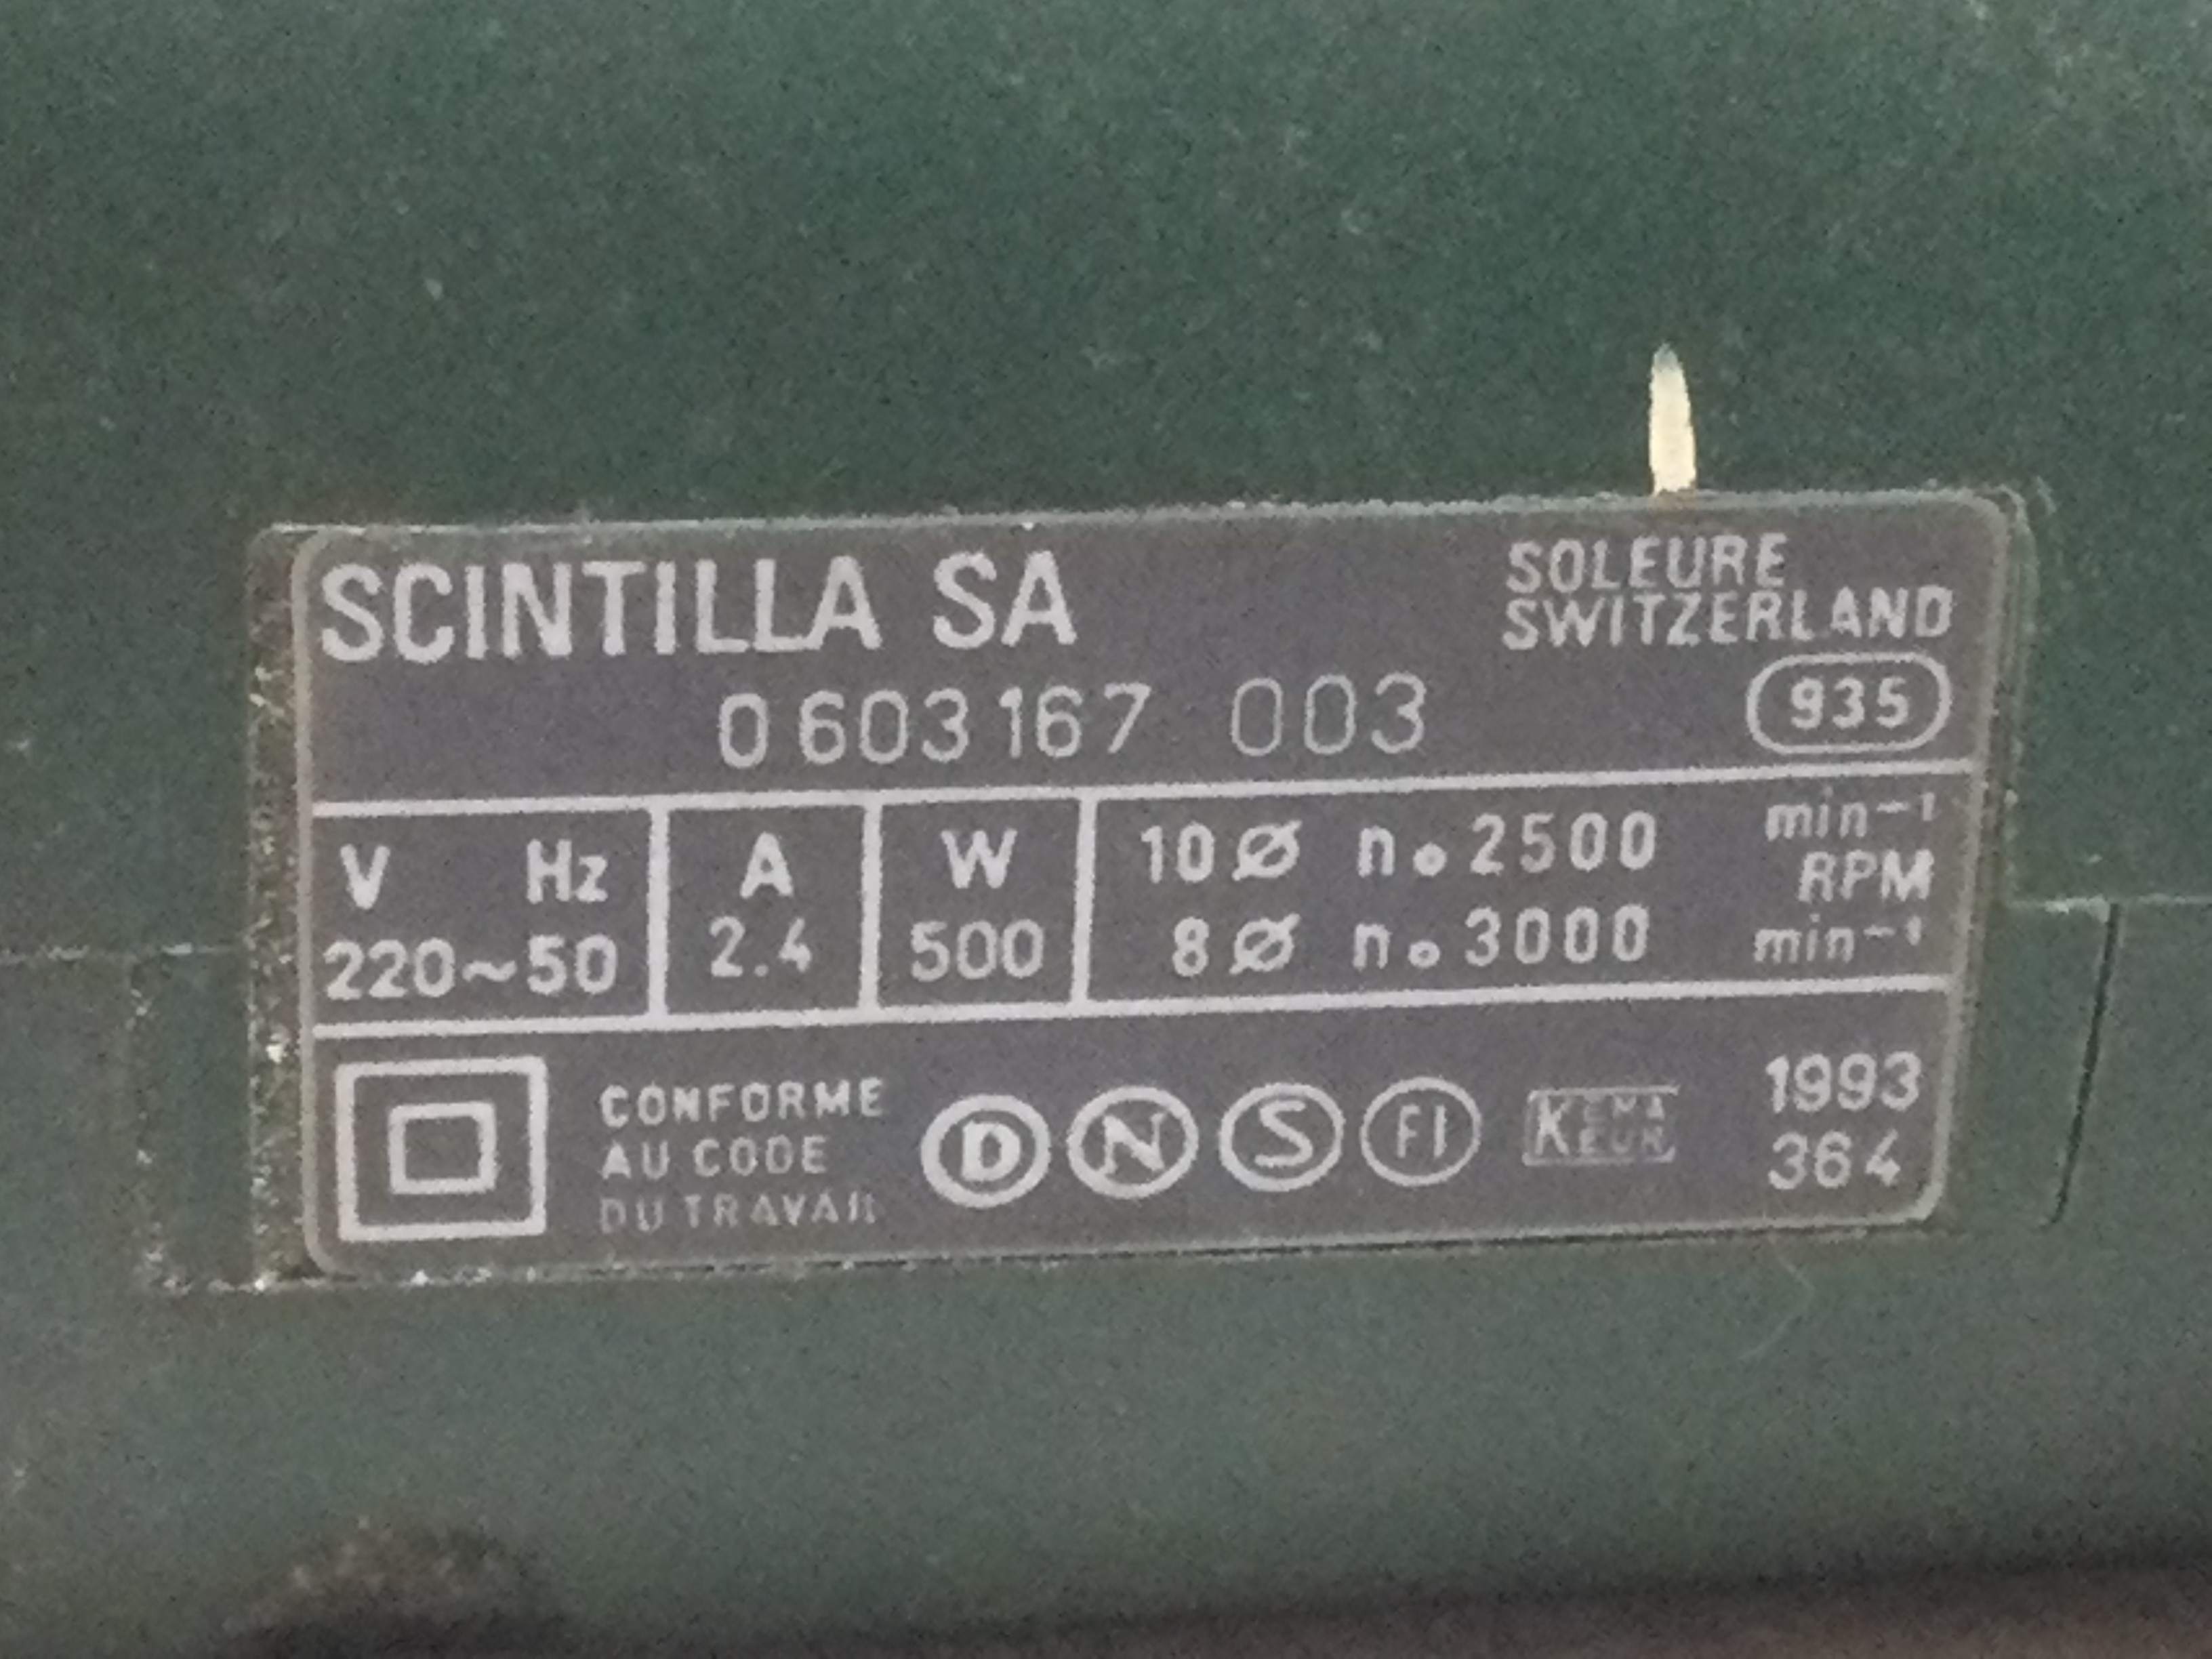 SCINTILLA SA
SOLEURE
SWITZERLAND
0 603 167 003
935
V Hz
220~50
A
2.4
W
500
10 Ø n₀ 2500 min⁻¹
RPM
8 Ø n₀ 3000 min⁻¹
CONFORME
AU CODE
DU TRAVAIL
D N S FI KEMA KEUR
1993
364